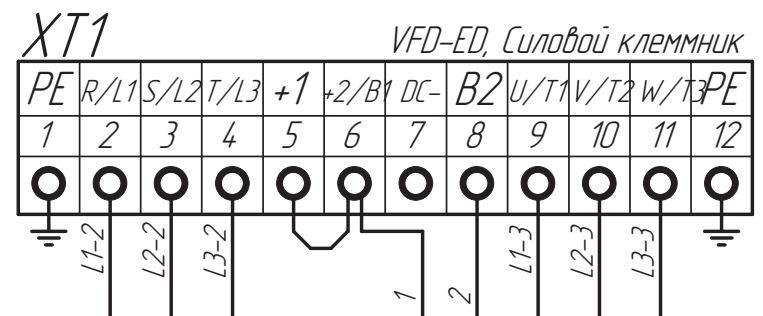 XT1
VFD-ED, Силовой клеммник
PE R/L1 S/L2 T/L3 +1 +2/B1 DC- B2 U/T1 V/T2 W/T3 PE
1 2 3 4 5 6 7 8 9 10 11 12
L1-2 L2-2 L3-2 1 2 L1-3 L2-3 L3-3